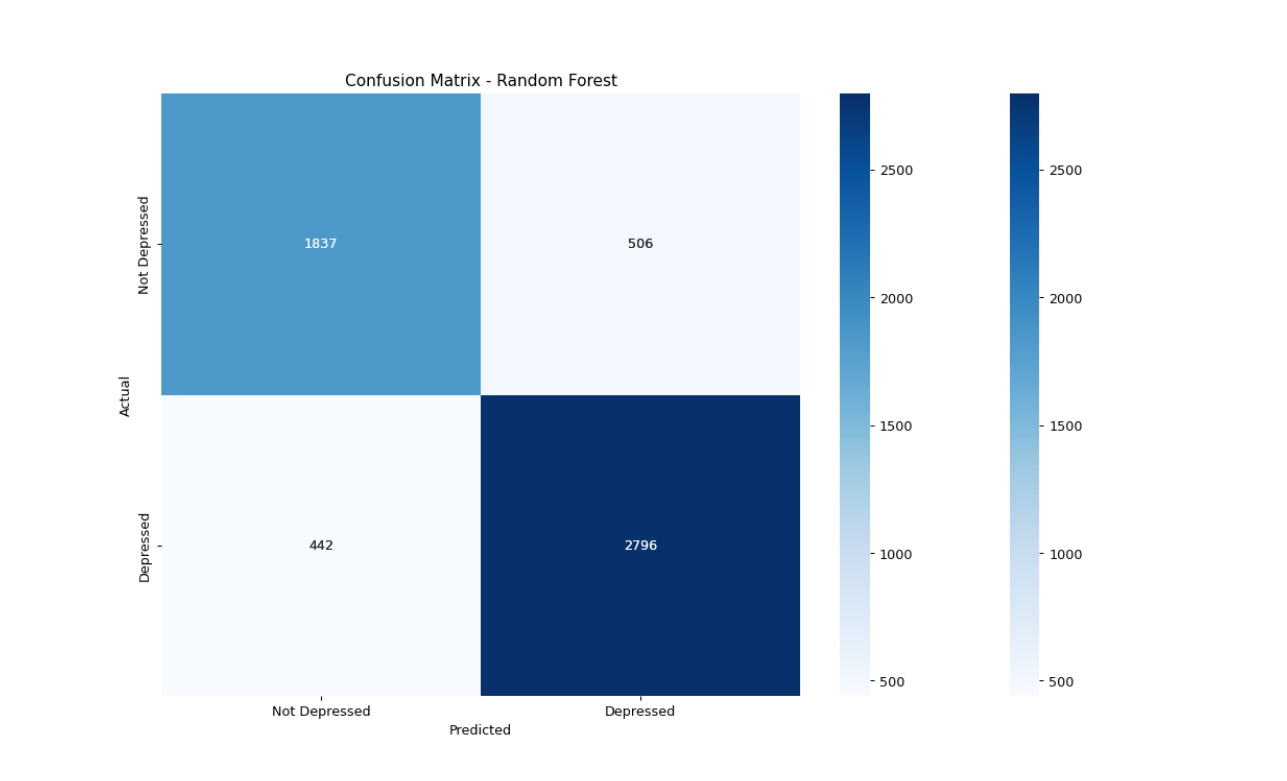 Confusion Matrix - Random Forest
Not Depressed
1837
506
2500
2500
2000
2000
Actual
1500
1500
Depressed
442
2796
1000
1000
500
500
Not Depressed
Depressed
Predicted